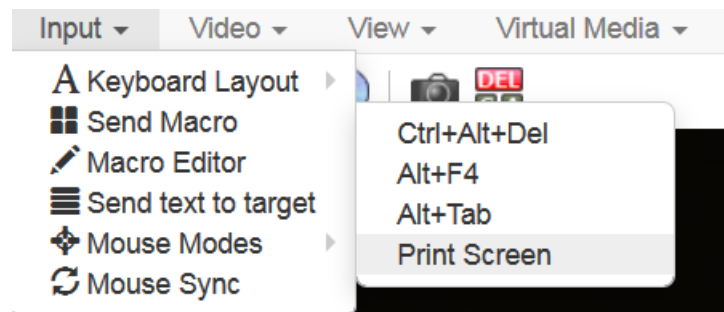 Input Video View Virtual Media
A Keyboard Layout
Send Macro
Macro Editor
Send text to target
Mouse Modes
Mouse Sync
DEL
Ctrl+Alt+Del
Alt+F4
Alt+Tab
Print Screen